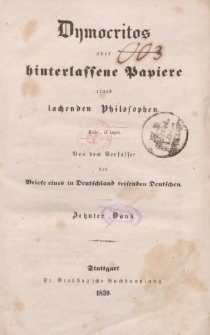 Dymocritos
oder
hinterlassene Papiere
eines
lachenden Philosophen.
Von dem Verfasser
der
Briefe eines in Deutschland reisenden Deutschen.
Zehnter Band.
Stuttgart
Fr. Brodhag'sche Buchhandlung
1839.